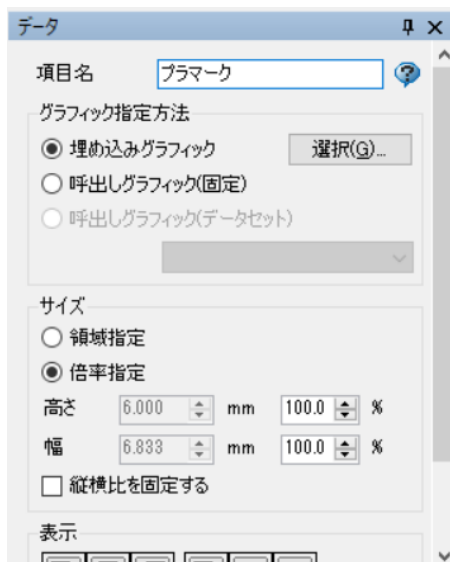 データ
項目名 プラマーク
グラフィック指定方法
埋め込みグラフィック 選択(G)...
呼出しグラフィック(固定)
呼出しグラフィック(データセット)
サイズ
領域指定
倍率指定
高さ 6.000 mm 100.0 %
幅 6.833 mm 100.0 %
縦横比を固定する
表示